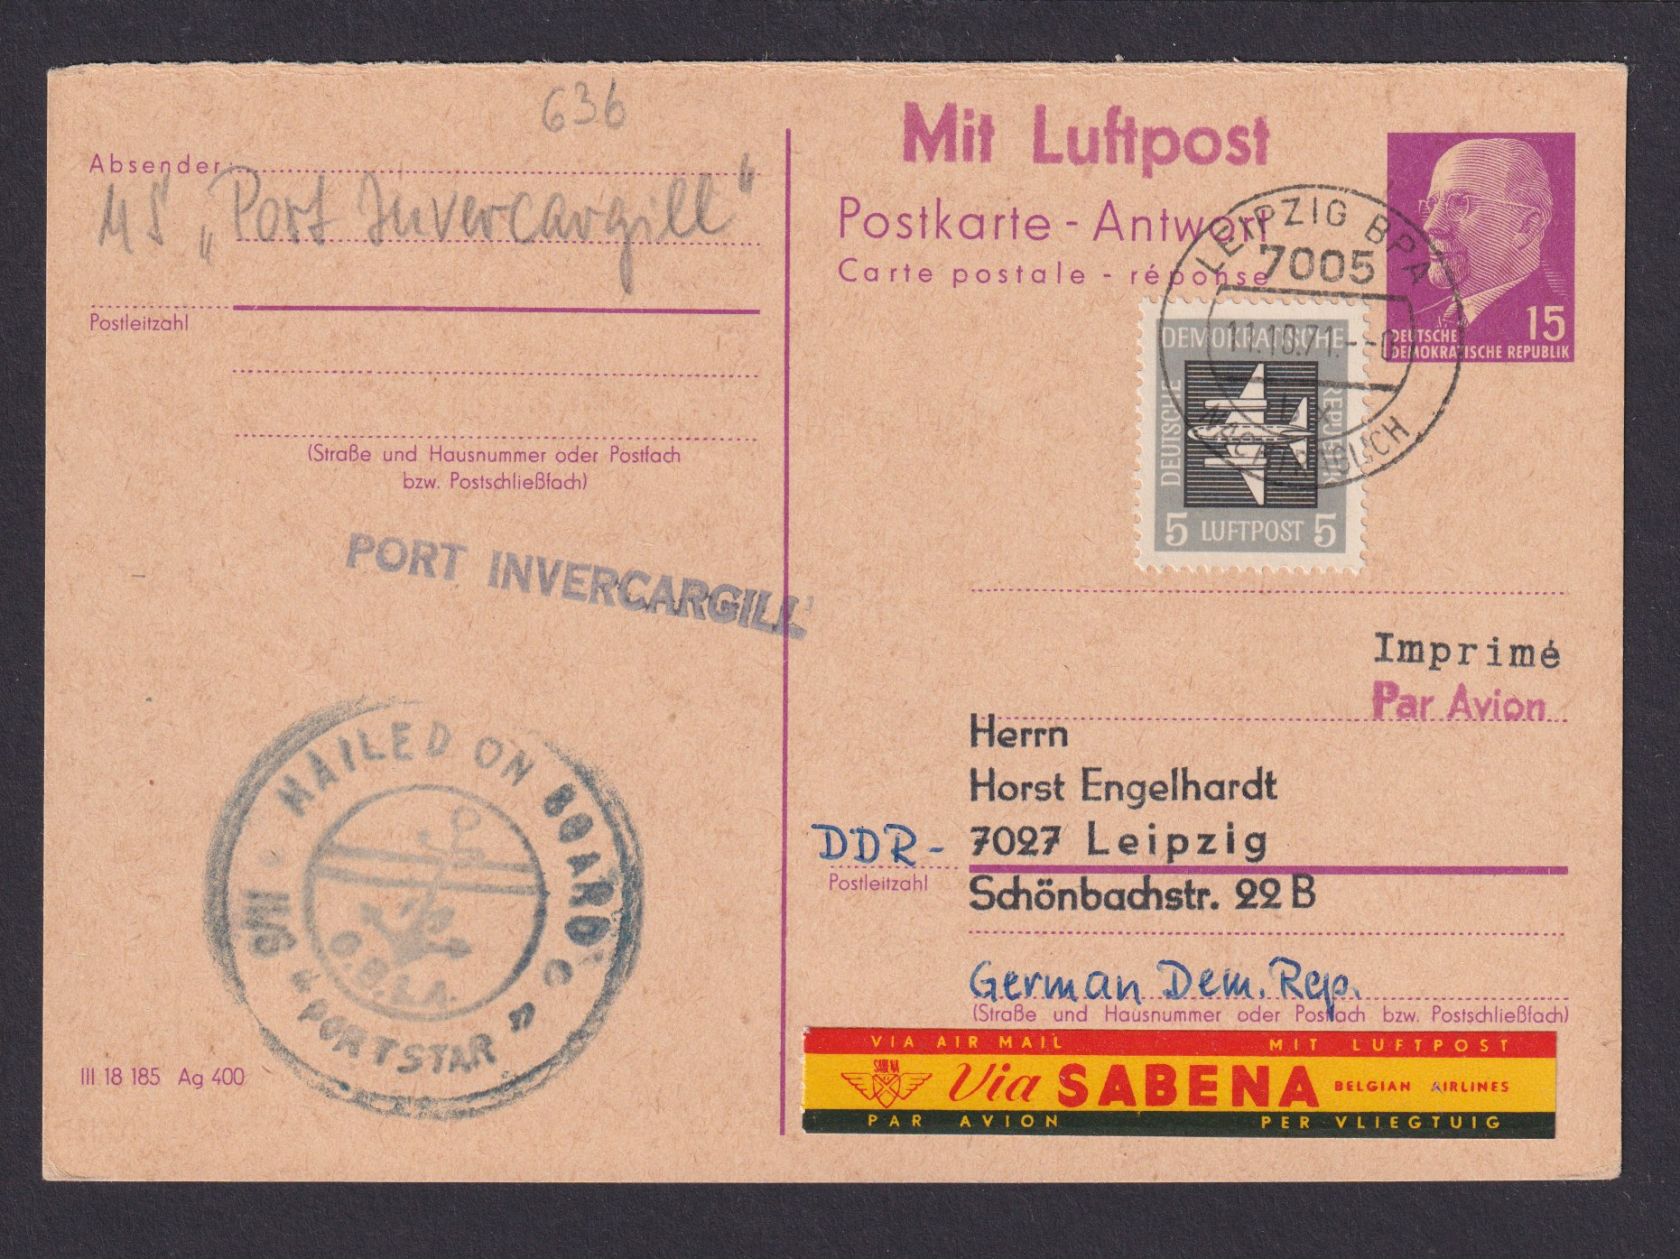 636
Absender:
MS „Port Invercargill“
Postleitzahl
(Straße und Hausnummer oder Postfach
bzw. Postschließfach)
PORT INVERCARGILL
MAILED ON BOARD
S/M "PORTSTAR"
III 18 185 Ag 400
Mit Luftpost
Postkarte - Antwort
Carte postale - réponse
15
DEUTSCHE
DEMOKRATISCHE REPUBLIK
LEIPZIG BPA
7005
11.10.71.
DEMOKRATISCHE
DEUTSCHE
REPUBLIK
5 LUFTPOST 5
Imprimé
Par Avion
Herrn
Horst Engelhardt
DDR- 7027 Leipzig
Postleitzahl
Schönbachstr. 22 B
German Dem. Rep.
(Straße und Hausnummer oder Postfach bzw. Postschließfach)
VIA AIR MAIL MIT LUFTPOST
SABENA Via SABENA BELGIAN AIRLINES
PAR AVION PER VLIEGTUIG